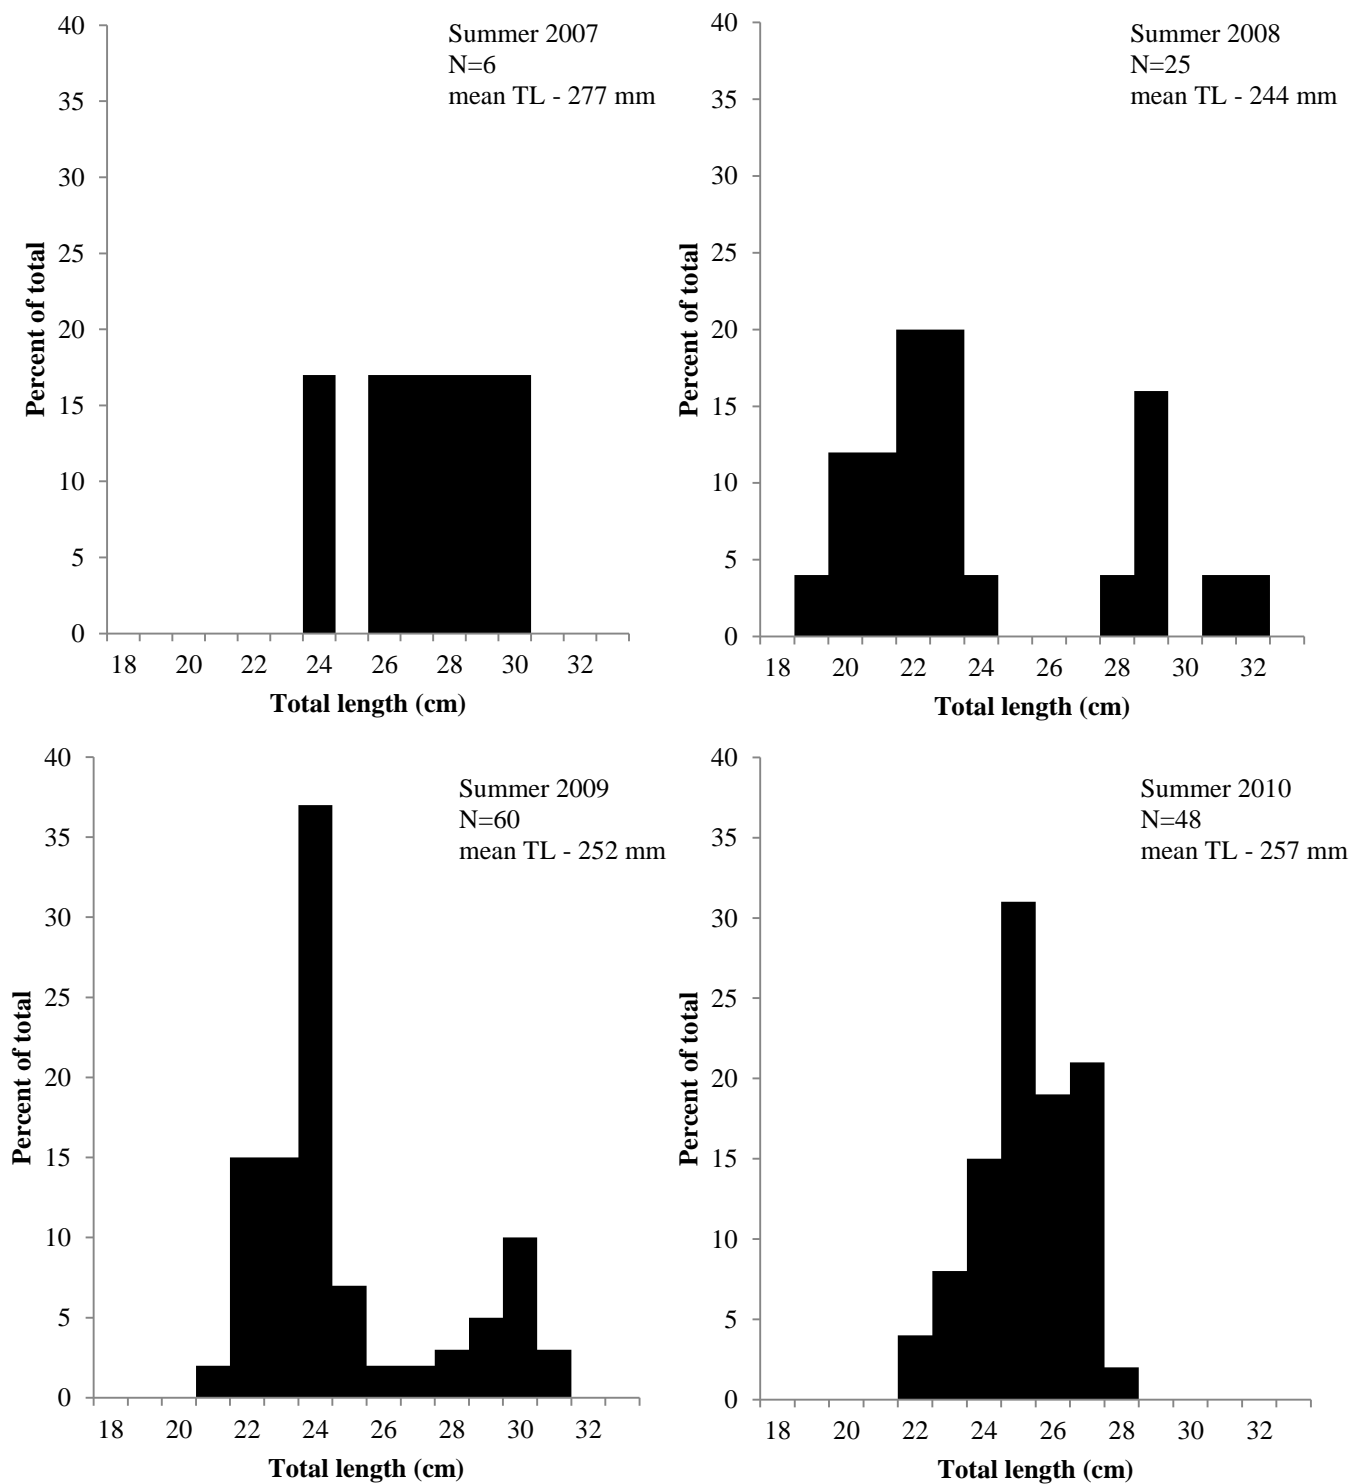 Summer 2007
N=6
mean TL - 277 mm
40
35
30
25
20
15
10
5
0
Percent of total
18 20 22 24 26 28 30 32
Total length (cm)
Summer 2008
N=25
mean TL - 244 mm
40
35
30
25
20
15
10
5
0
Percent of total
18 20 22 24 26 28 30 32
Total length (cm)
Summer 2009
N=60
mean TL - 252 mm
40
35
30
25
20
15
10
5
0
Percent of total
18 20 22 24 26 28 30 32
Total length (cm)
Summer 2010
N=48
mean TL - 257 mm
40
35
30
25
20
15
10
5
0
Percent of total
18 20 22 24 26 28 30 32
Total length (cm)